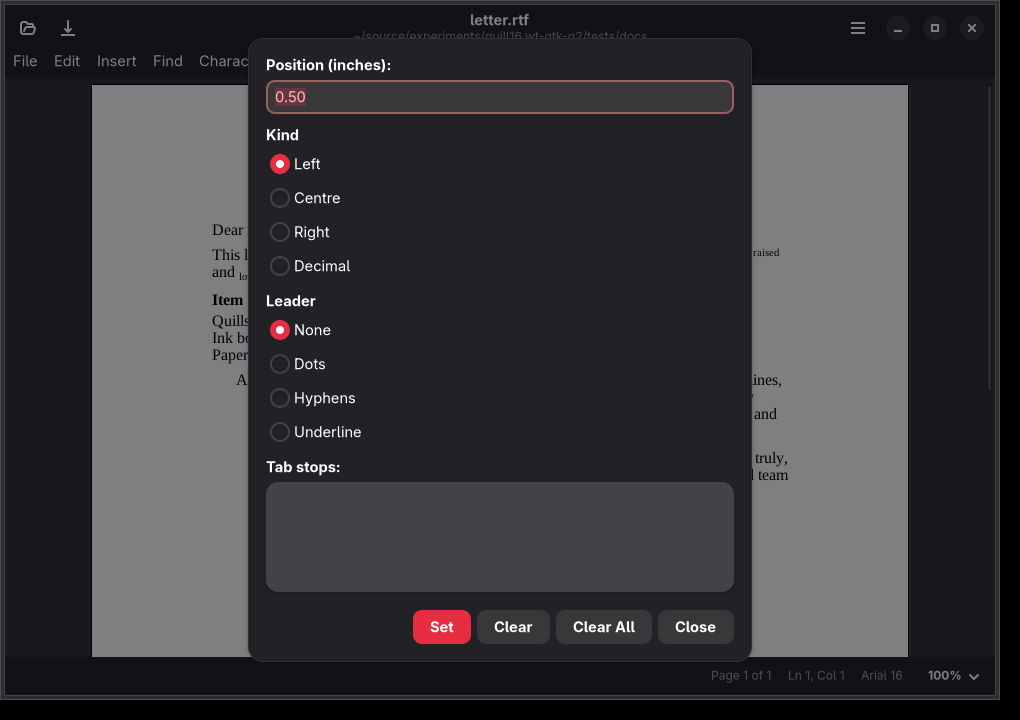 letter.rtf
~/source/experiments/quill16.wt-gtk-g2/tests/docs
File Edit Insert Find Charac
Position (inches):
0.50
Kind
Left
Centre
Right
Decimal
Leader
None
Dots
Hyphens
Underline
Tab stops:
Set Clear Clear All Close
Dear
This l raised
and lo
Item
Quills
Ink bo
Paper
A ines,
and
truly,
team
Page 1 of 1 Ln 1, Col 1 Arial 16 100%